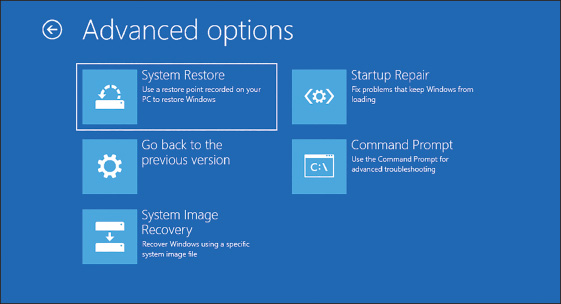 Advanced options
System Restore
Use a restore point recorded on your
PC to restore Windows
Startup Repair
Fix problems that keep Windows from
loading
Go back to the
previous version
Command Prompt
Use the Command Prompt for
advanced troubleshooting
C:\
System Image
Recovery
Recover Windows using a specific
system image file